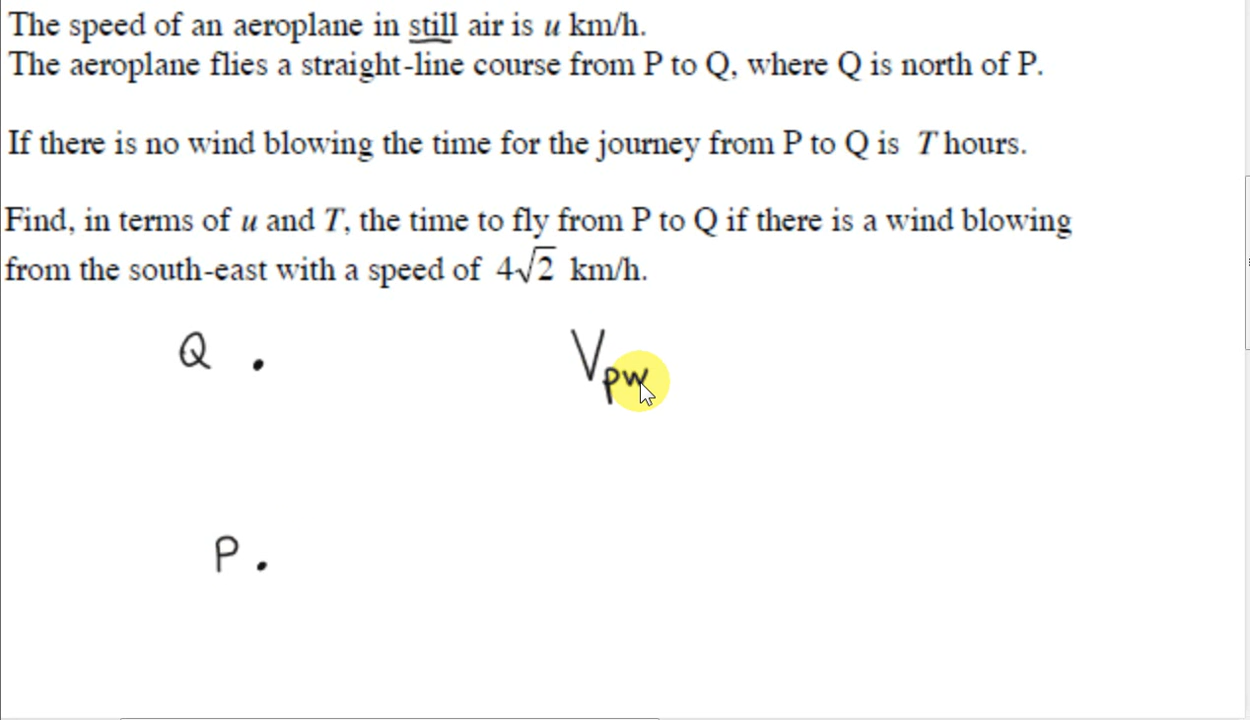 The speed of an aeroplane in still air is u km/h.
The aeroplane flies a straight-line course from P to Q, where Q is north of P.
If there is no wind blowing the time for the journey from P to Q is T hours.
Find, in terms of u and T, the time to fly from P to Q if there is a wind blowing
from the south-east with a speed of 4√2 km/h.
Q . V_pw
P .